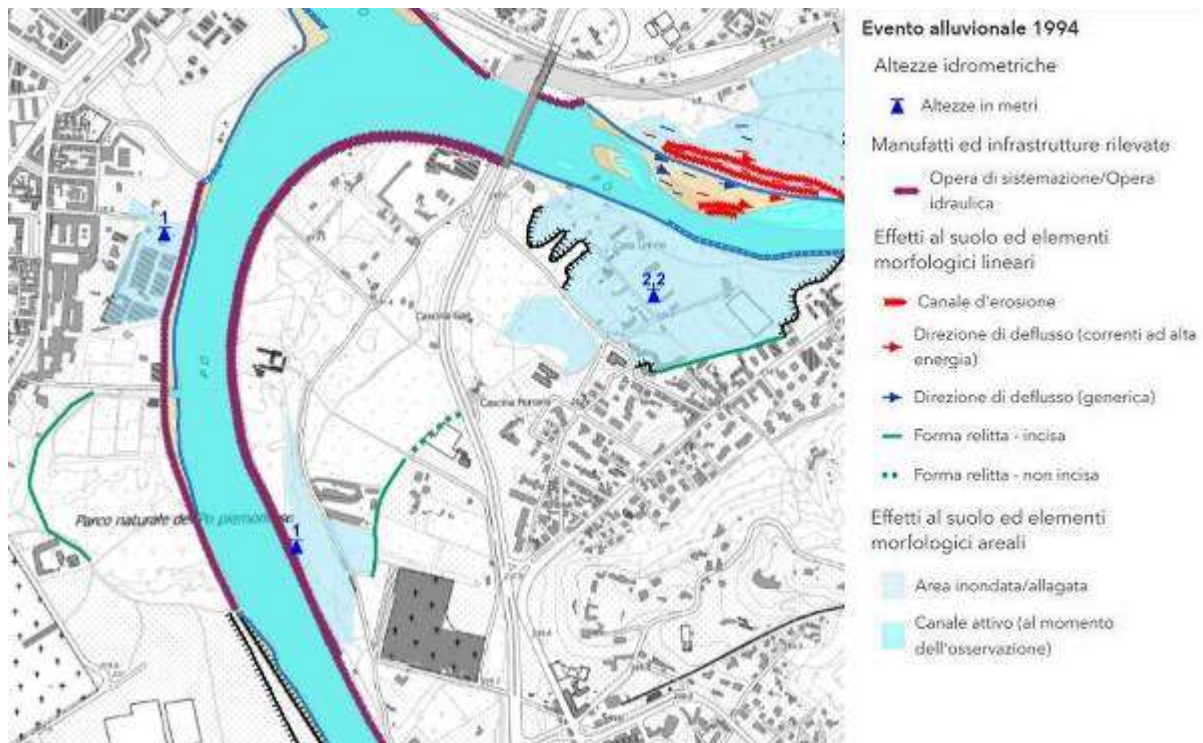 Evento alluvionale 1994
Altezze idrometriche
Altezze in metri
Manufatti ed infrastrutture rilevate
Opera di sistemazione/Opera
idraulica
Effetti al suolo ed elementi
morfologici lineari
Canale d'erosione
Direzione di deflusso (correnti ad alta
energia)
Direzione di deflusso (generica)
Forma relitta - incisa
Forma relitta - non incisa
Effetti al suolo ed elementi
morfologici areali
Area inondata/allagata
Canale attivo (al momento
dell'osservazione)
1
2,2
Cascina
Cascina
P O
Parco naturale del Po piemontese
1